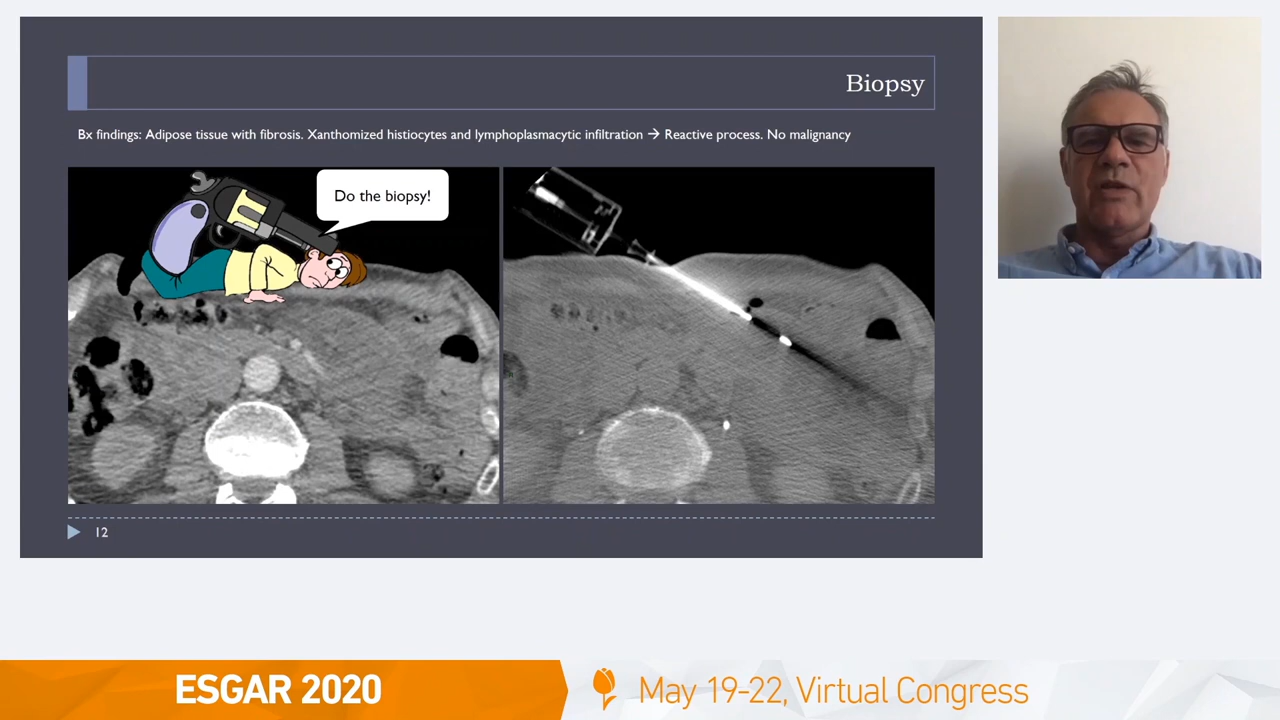 Biopsy
Bx findings: Adipose tissue with fibrosis. Xanthomized histiocytes and lymphoplasmacytic infiltration → Reactive process. No malignancy
Do the biopsy!
12
ESGAR 2020
May 19-22, Virtual Congress